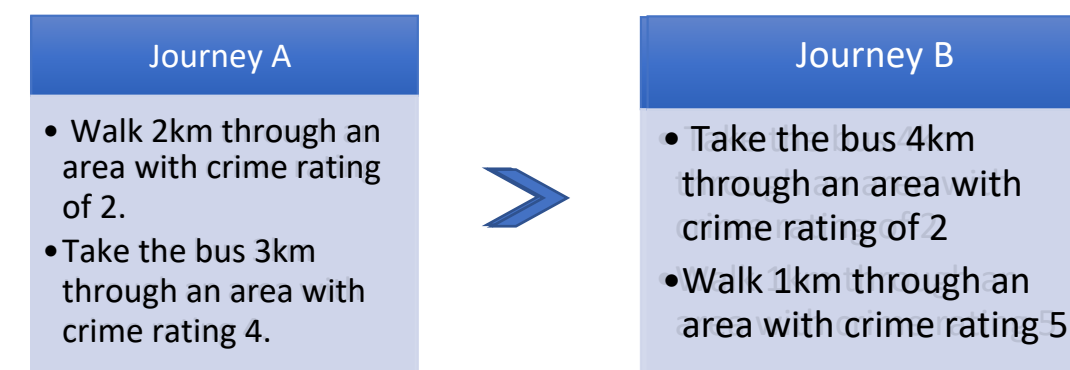 Journey A
• Walk 2km through an
area with crime rating
of 2.
• Take the bus 3km
through an area with
crime rating 4.
Journey B
• Take the bus 4km
through an area with
crime rating of 2
• Walk 1km through an
area with crime rating 5